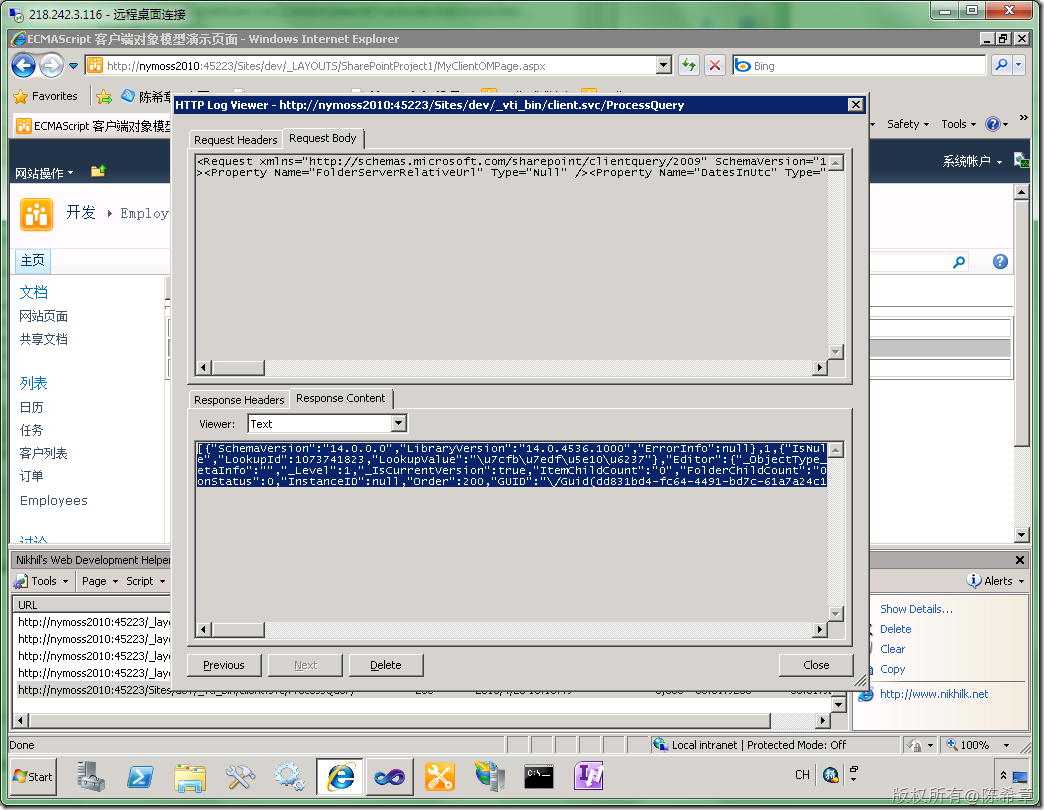 218.242.3.116 - 远程桌面连接
ECMAScript 客户端对象模型演示页面 - Windows Internet Explorer
http://nymoss2010:45223/Sites/dev/_LAYOUTS/SharePointProject1/MyClientOMPage.aspx
Bing
Favorites
陈希章
HTTP Log Viewer - http://nymoss2010:45223/Sites/dev/_vti_bin/client.svc/ProcessQuery
ECMAScript 客户端对象模型
Safety
Tools
Request Headers
Request Body
<Request xmlns="http://schemas.microsoft.com/sharepoint/clientquery/2009" SchemaVersion="1
><Property Name="FolderServerRelativeUrl" Type="Null" /><Property Name="DatesInUtc" Type="
网站操作
系统帐户
开发
Employ
主页
文档
网站页面
共享文档
列表
日历
任务
客户列表
订单
Employees
讨论
Response Headers
Response Content
Viewer:
Text
[{"SchemaVersion":"14.0.0.0","LibraryVersion":"14.0.4536.1000","ErrorInfo":null},1,{"IsNul
e","LookupId":1073741823,"LookupValue":"\u7cfb\u7edf\u5e10\u6237"},"Editor":{"_ObjectType_
etaInfo":"","_Level":1,"_IsCurrentVersion":true,"ItemChildCount":"0","FolderChildCount":"0
onStatus":0,"InstanceID":null,"Order":200,"GUID":"\/Guid(dd831bd4-fc64-4491-bd7c-61a7a24c1
Nikhil's Web Development Helper
Tools
Page
Script
Alerts
URL
http://nymoss2010:45223/_layo
http://nymoss2010:45223/_layo
http://nymoss2010:45223/_layo
http://nymoss2010:45223/_layo
http://nymoss2010:45223/Sites/dev/_vti_bin/client.svc/ProcessQuery
Show Details...
Delete
Clear
Copy
http://www.nikhilk.net
Previous
Next
Delete
Close
Done
Local intranet | Protected Mode: Off
100%
Start
CH
版权所有@陈希章